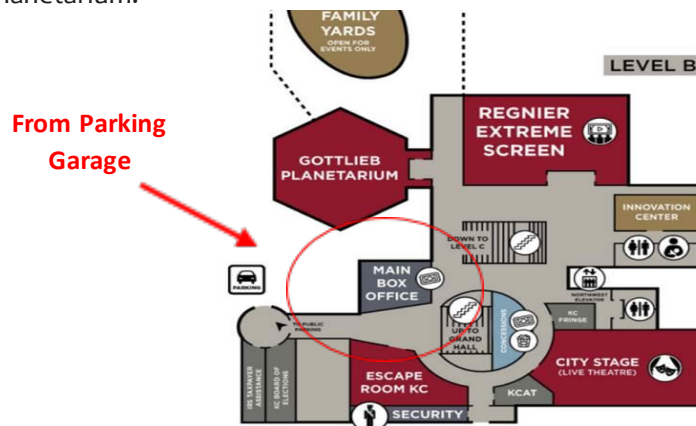 lanetarium.
FAMILY
YARDS
OPEN FOR
EVENTS ONLY
LEVEL B
From Parking
Garage
REGNIER
EXTREME
SCREEN
GOTTLIEB
PLANETARIUM
INNOVATION
CENTER
DOWN TO
LEVEL C
MAIN
BOX
OFFICE
PARKING
NORTHWEST
ELEVATOR
TO PUBLIC
PARKING
UP TO
GRAND
HALL
CONCESSIONS
KC
FRINGE
CITY STAGE
(LIVE THEATRE)
IRS TAXPAYER
ASSISTANCE
KC BOARD OF
ELECTIONS
ESCAPE
ROOM KC
KCAT
SECURITY